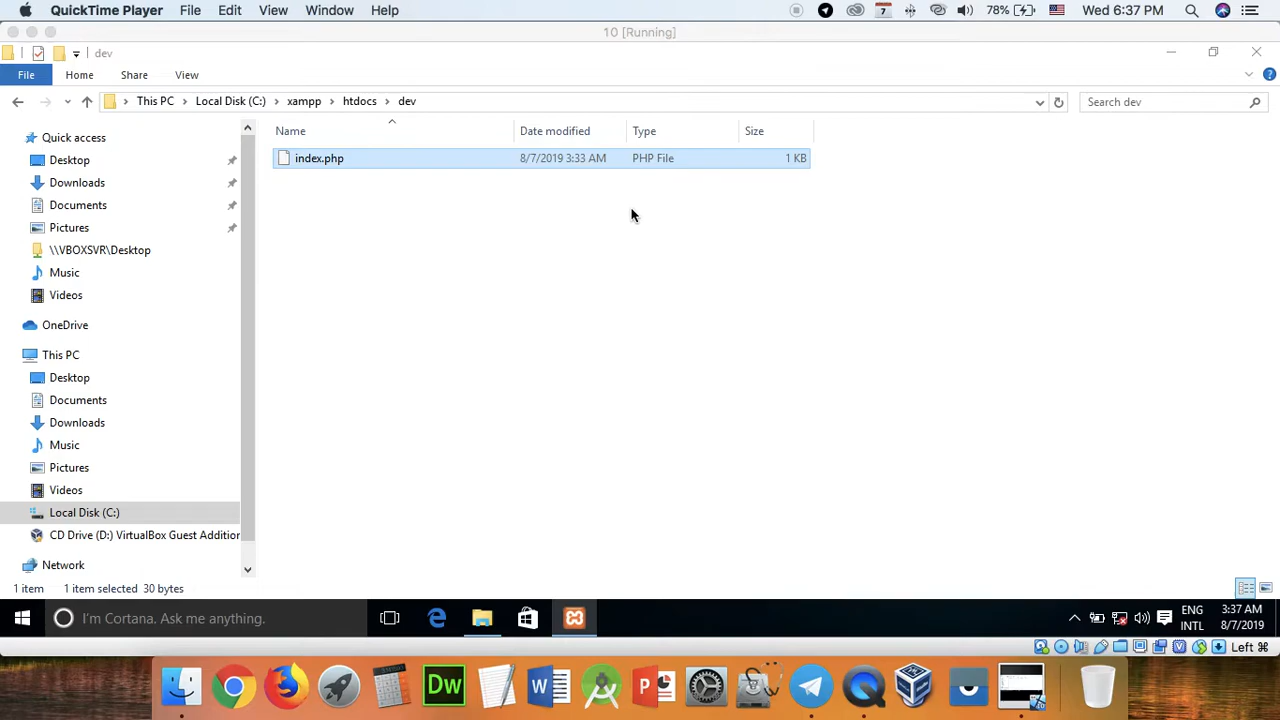 QuickTime Player File Edit View Window Help 7 78% Wed 6:37 PM
10 [Running]
dev
File Home Share View
This PC Local Disk (C:) xampp htdocs dev Search dev
Name Date modified Type Size
index.php 8/7/2019 3:33 AM PHP File 1 KB
Quick access
Desktop
Downloads
Documents
Pictures
\\VBOXSVR\Desktop
Music
Videos
OneDrive
This PC
Desktop
Documents
Downloads
Music
Pictures
Videos
Local Disk (C:)
CD Drive (D:) VirtualBox Guest Addition
Network
1 item 1 item selected 30 bytes
I'm Cortana. Ask me anything. ENG 3:37 AM
INTL 8/7/2019
Left ⌘
Dw W P